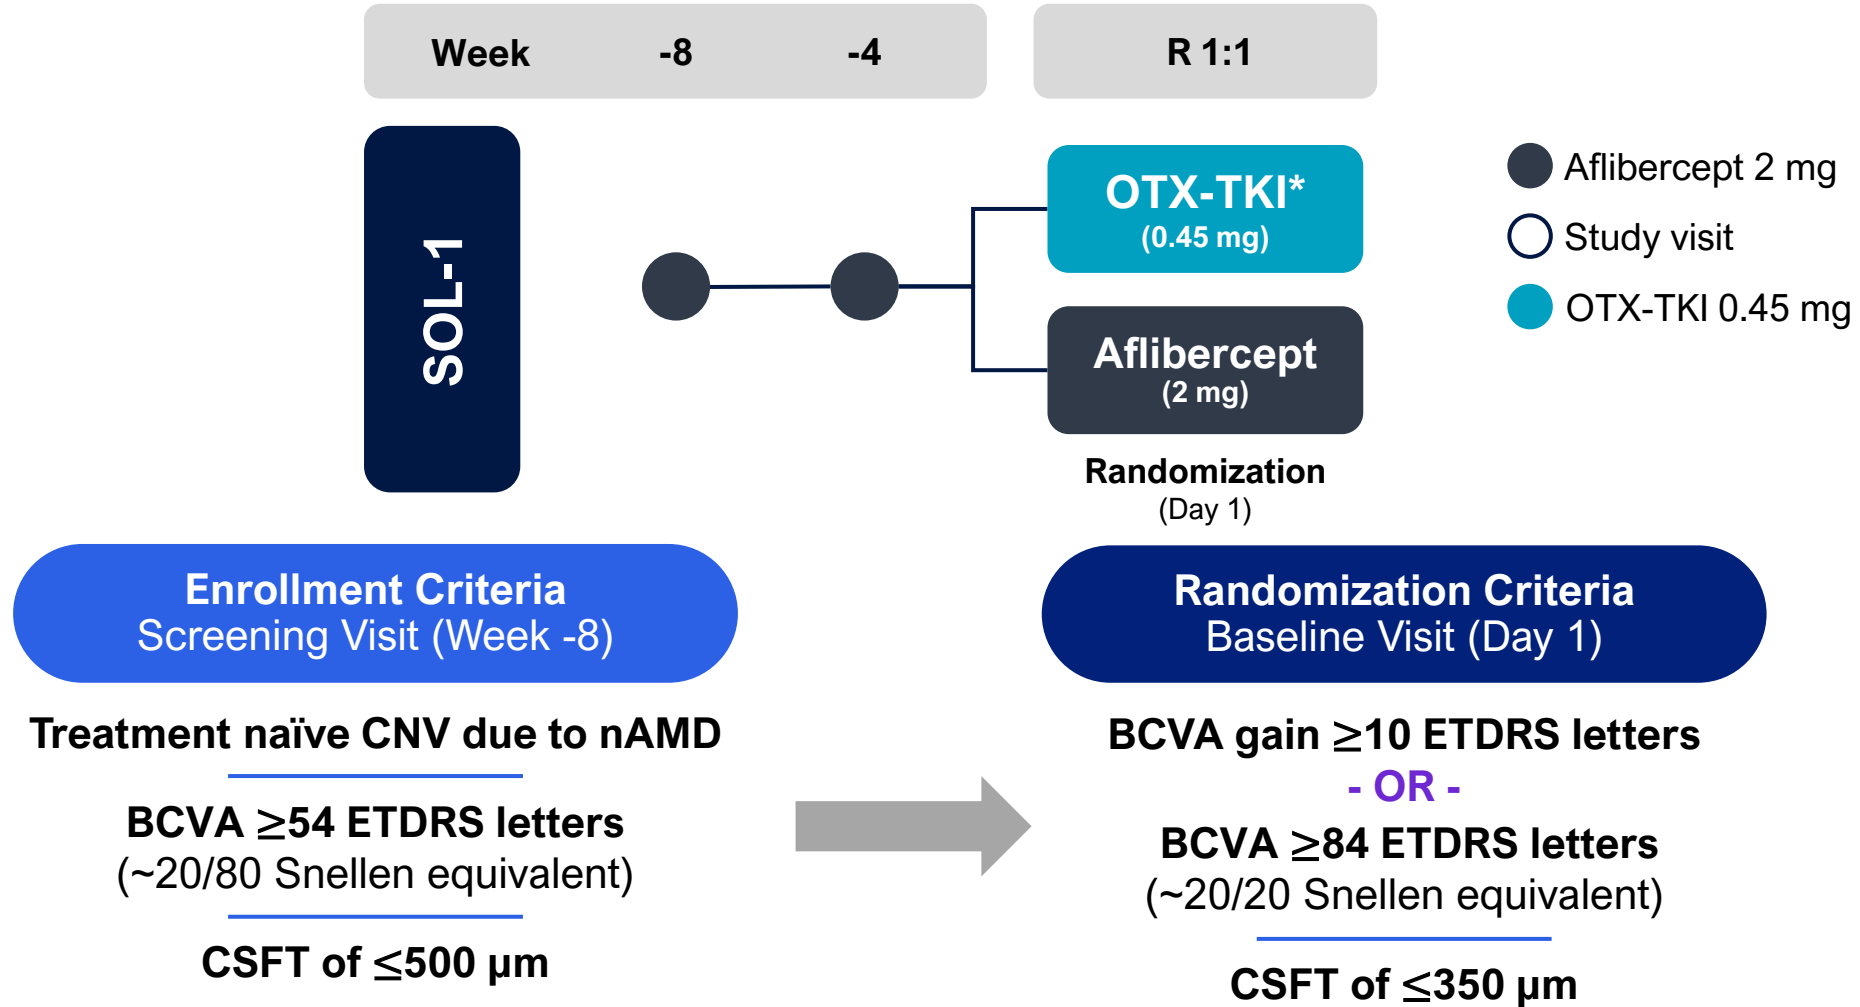 Week -8 -4 R 1:1
SOL-1
OTX-TKI*
(0.45 mg)
Aflibercept
(2 mg)
Randomization
(Day 1)
Aflibercept 2 mg
Study visit
OTX-TKI 0.45 mg
Enrollment Criteria
Screening Visit (Week -8)
Treatment naïve CNV due to nAMD
BCVA ≥54 ETDRS letters
(~20/80 Snellen equivalent)
CSFT of ≤500 µm
Randomization Criteria
Baseline Visit (Day 1)
BCVA gain ≥10 ETDRS letters
- OR -
BCVA ≥84 ETDRS letters
(~20/20 Snellen equivalent)
CSFT of ≤350 µm